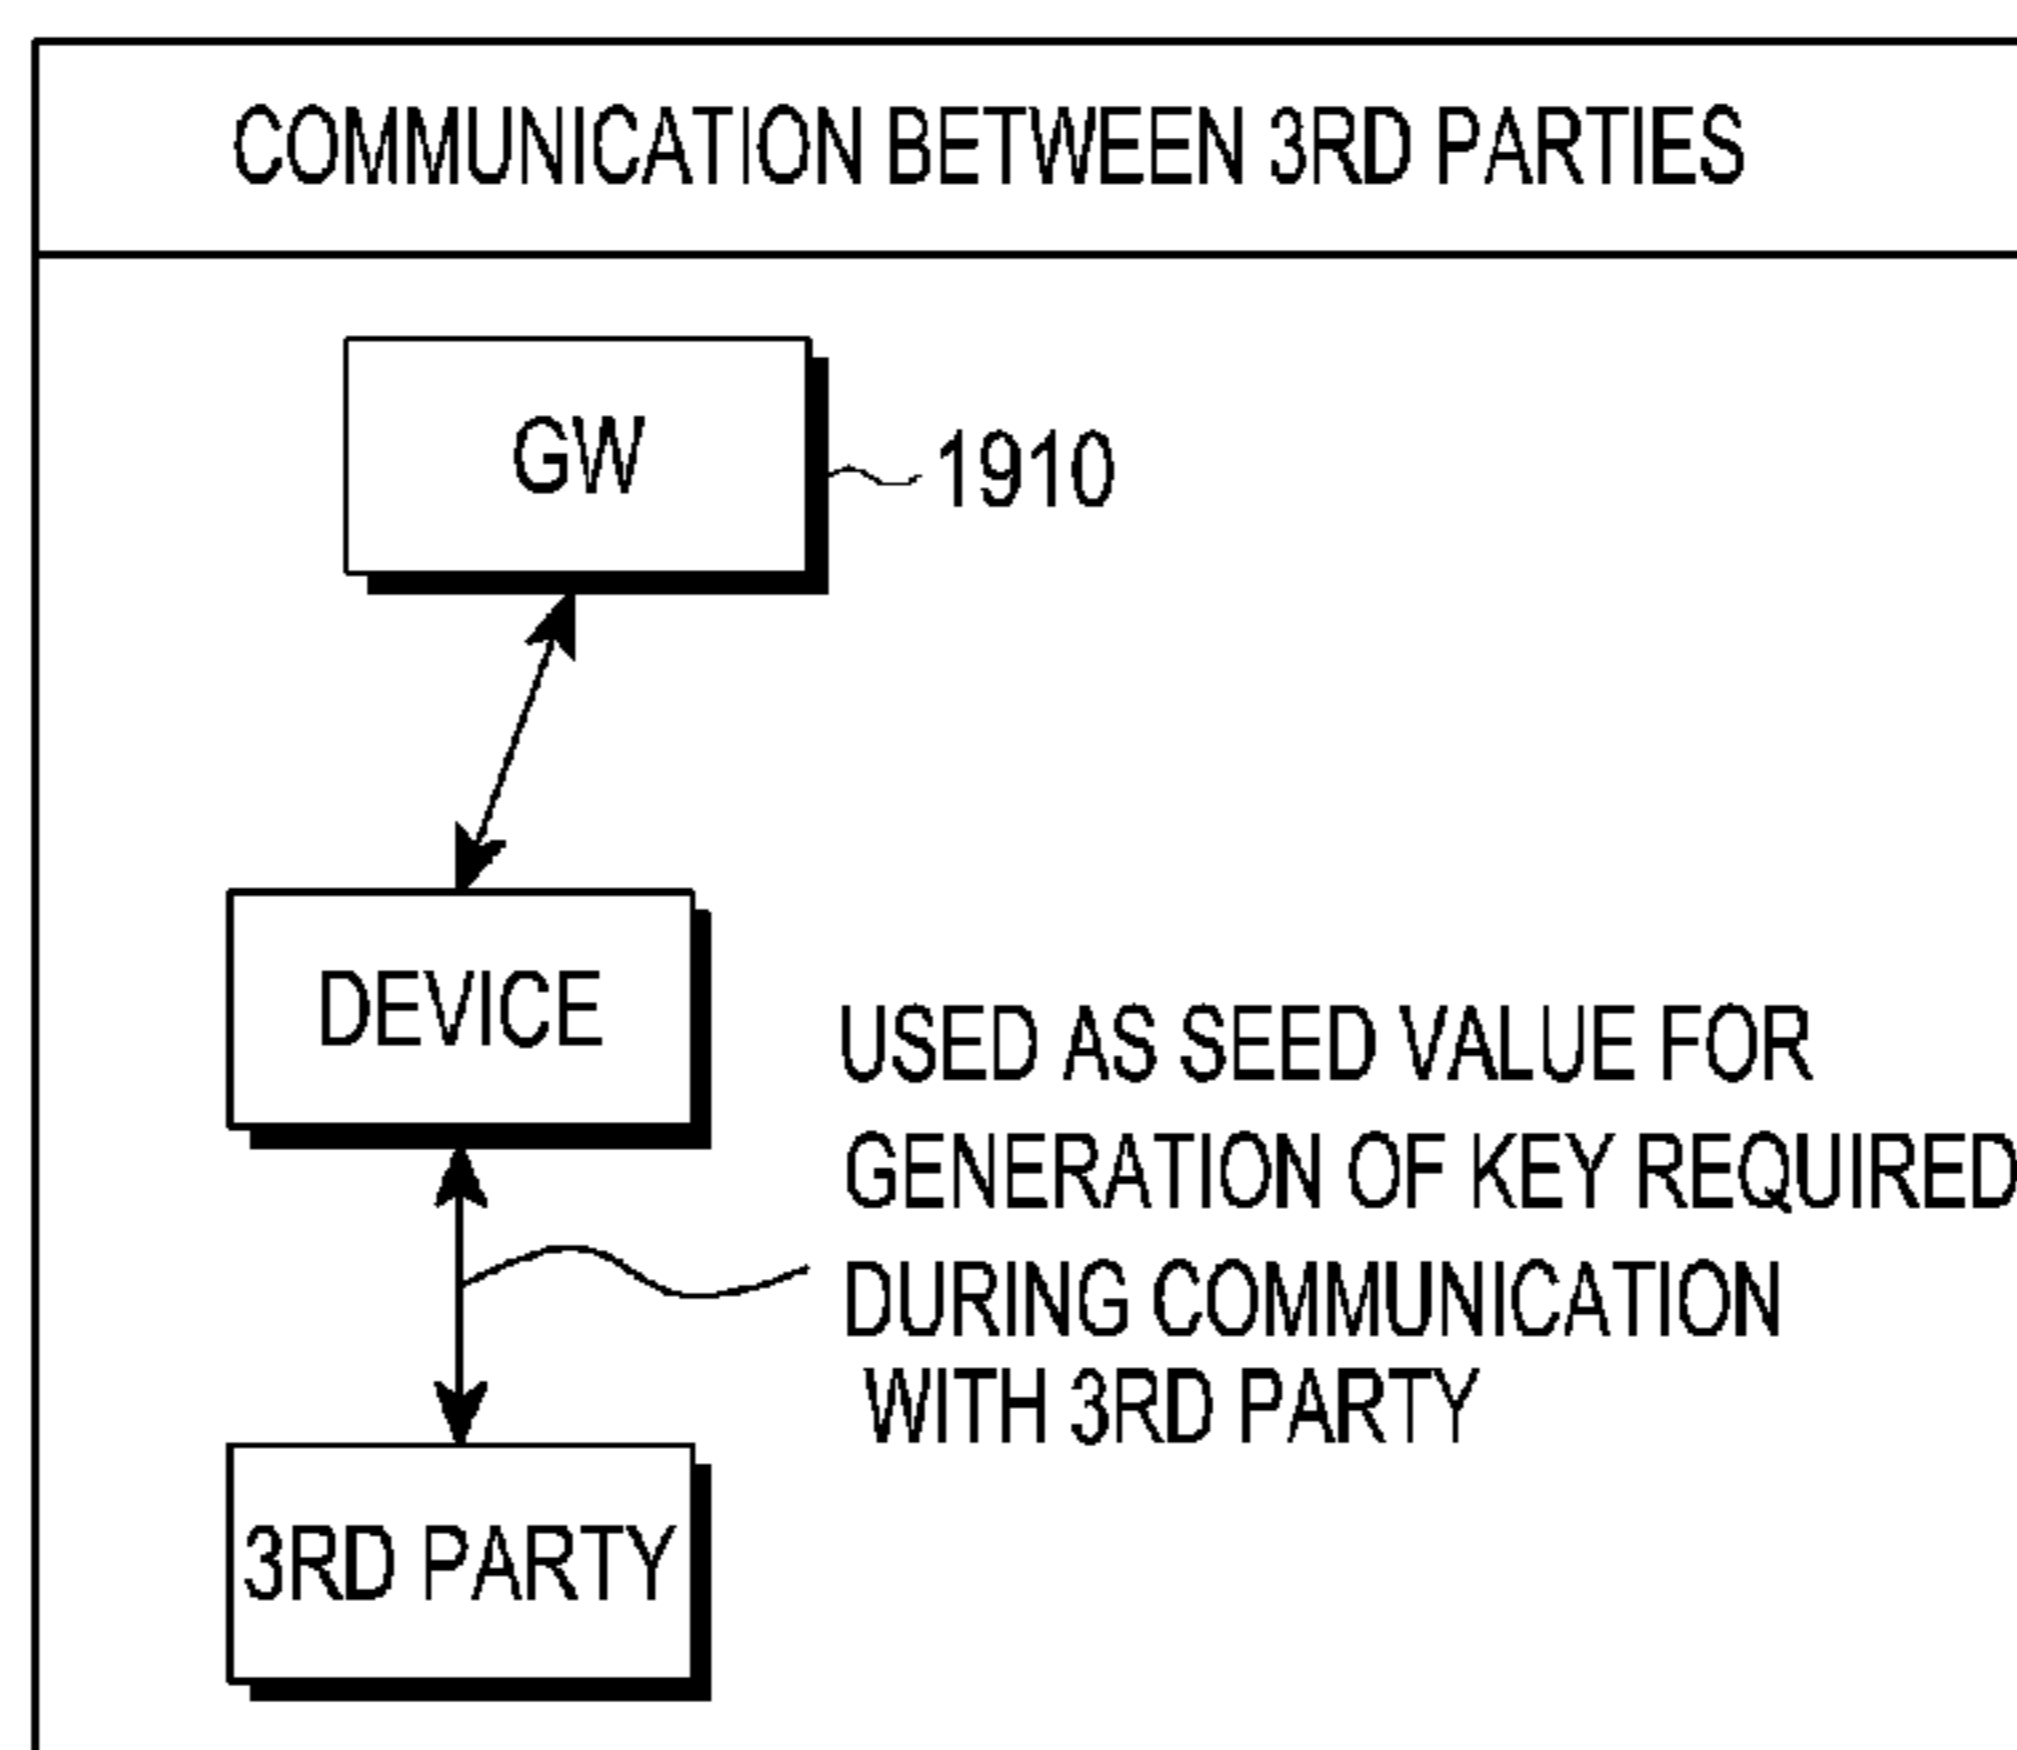 COMMUNICATION BETWEEN 3RD PARTIES
GW
1910
DEVICE
USED AS SEED VALUE FOR
GENERATION OF KEY REQUIRED
DURING COMMUNICATION
WITH 3RD PARTY
3RD PARTY